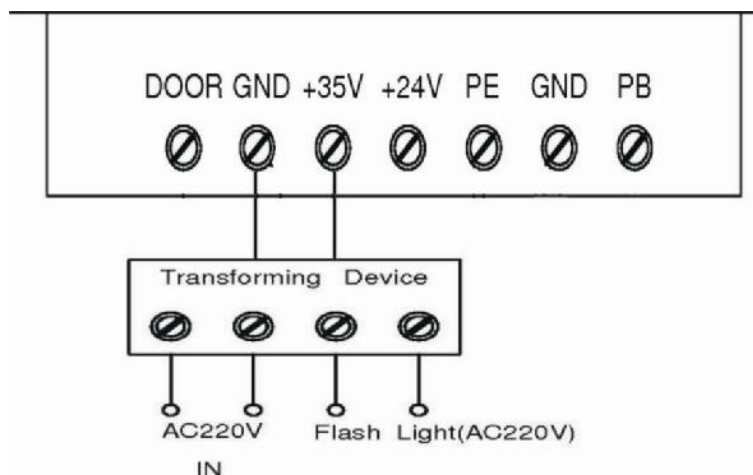 DOOR GND +35V +24V PE GND PB
Transforming Device
AC220V Flash Light(AC220V)
IN